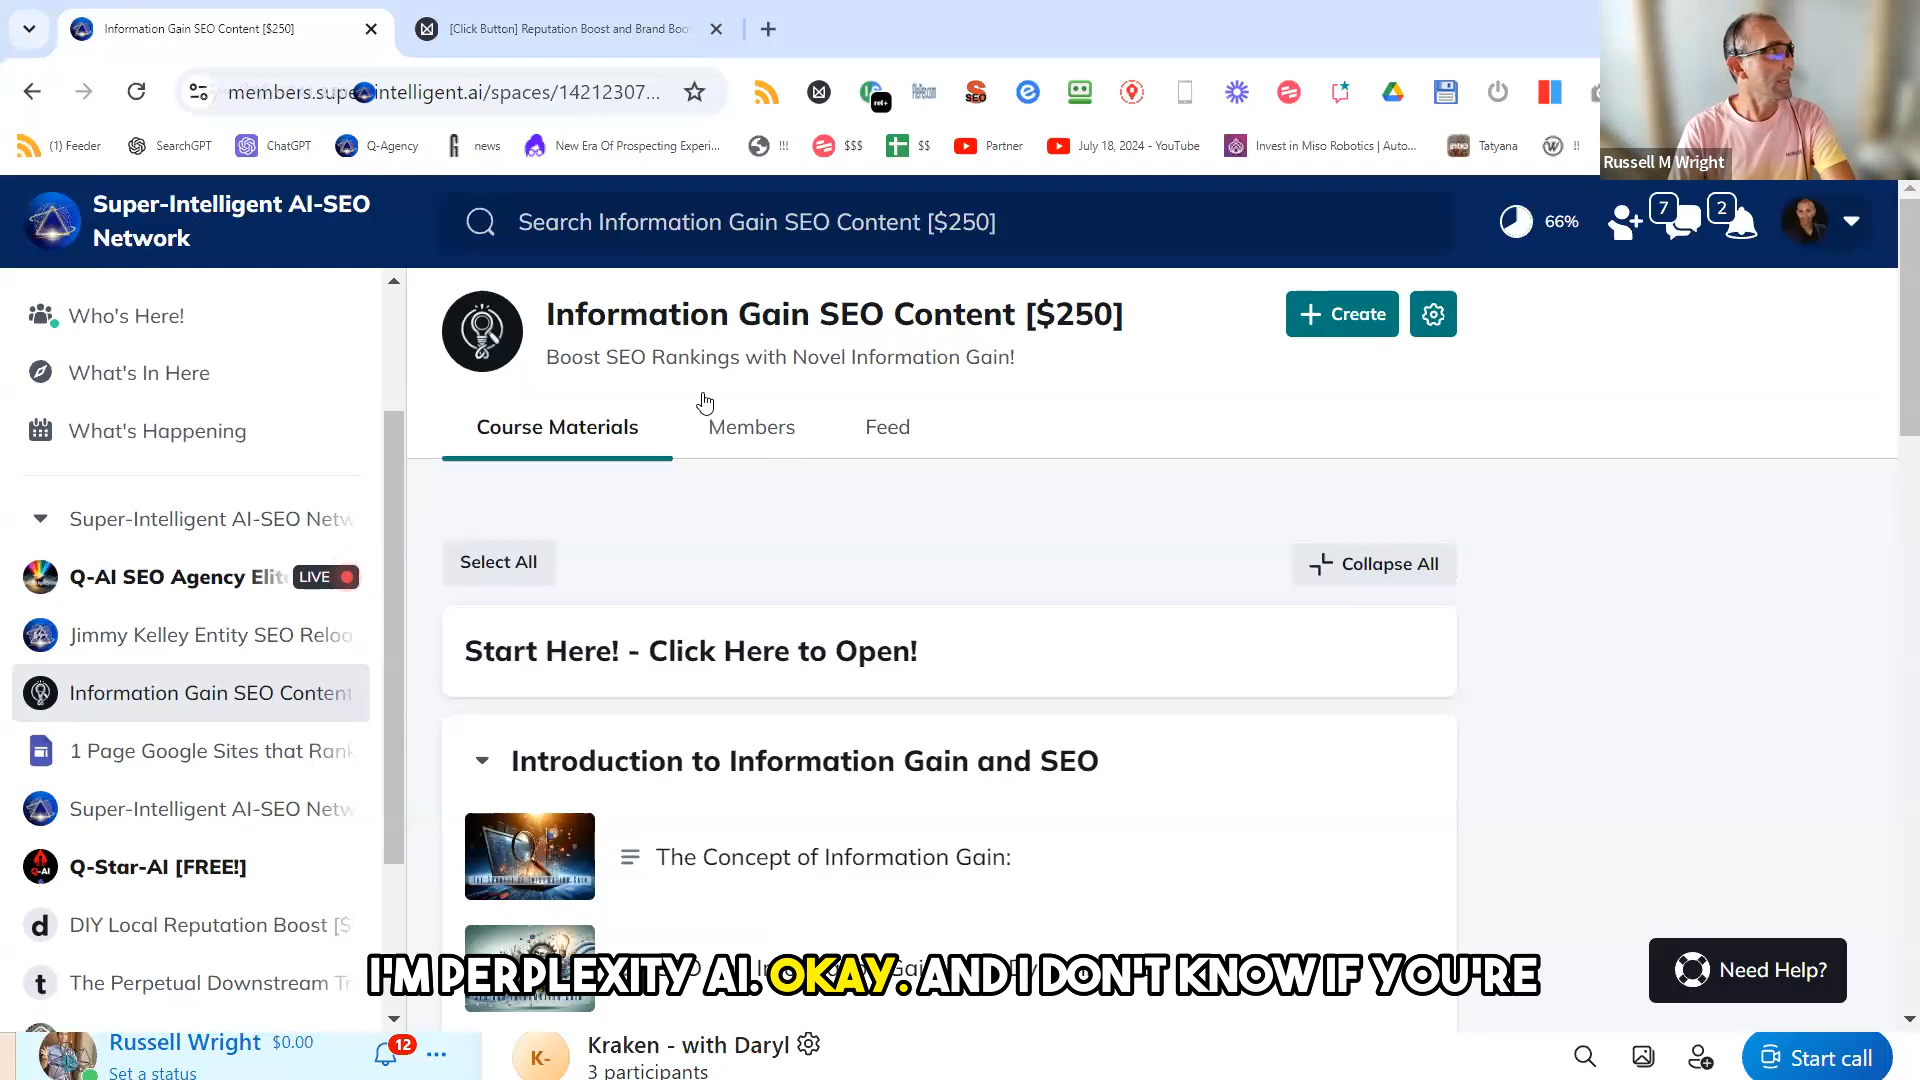 Information Gain SEO Content [$250]
[Click Button] Reputation Boost and Brand Boo
members.supe intelligent.ai/spaces/14212307...
(1) Feeder
SearchGPT
ChatGPT
Q-Agency
news
New Era Of Prospecting Experi...
!!!
$$$
$$
Partner
July 18, 2024 - YouTube
Invest in Miso Robotics | Auto...
Tatyana
!!
Russell M Wright
Super-Intelligent AI-SEO
Network
Search Information Gain SEO Content [$250]
66%
7
2
Who's Here!
What's In Here
What's Happening
Super-Intelligent AI-SEO Netw
Q-AI SEO Agency Elite
LIVE
Jimmy Kelley Entity SEO Reloa
Information Gain SEO Content
1 Page Google Sites that Rank
Super-Intelligent AI-SEO Netw
Q-Star-AI [FREE!]
DIY Local Reputation Boost [$
The Perpetual Downstream Tr
Information Gain SEO Content [$250]
Boost SEO Rankings with Novel Information Gain!
+ Create
Course Materials
Members
Feed
Select All
Collapse All
Start Here! - Click Here to Open!
Introduction to Information Gain and SEO
The Concept of Information Gain:
I'M PERPLEXITY AI. OKAY. AND I DON'T KNOW IF YOU'RE
Need Help?
Russell Wright $0.00
Set a status
12
K-
Kraken - with Daryl
3 participants
Start call